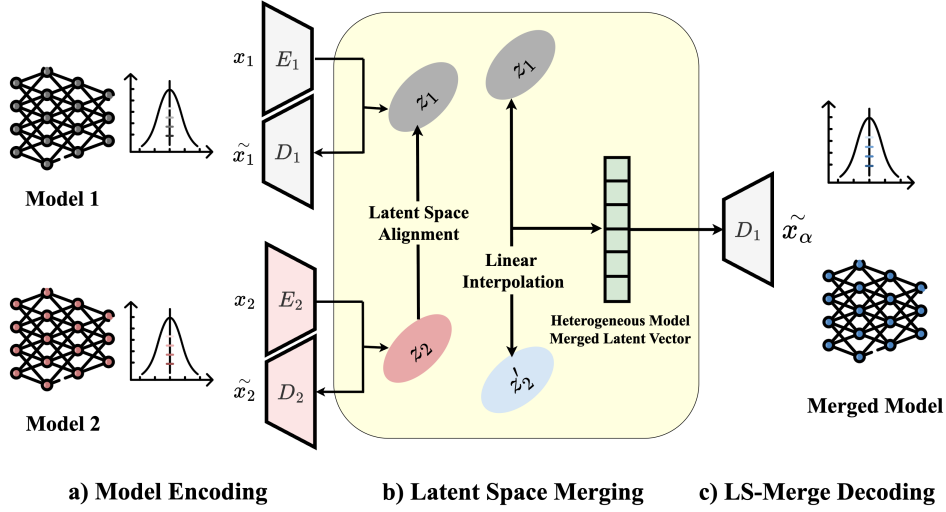 x₁
E₁
x̃₁
D₁
Model 1
z₁
z₁
Latent Space
Alignment
Linear
Interpolation
x₂
E₂
x̃₂
D₂
Model 2
z₂
z₂′
Heterogeneous Model
Merged Latent Vector
D₁
x̃α
Merged Model
a) Model Encoding
b) Latent Space Merging
c) LS-Merge Decoding